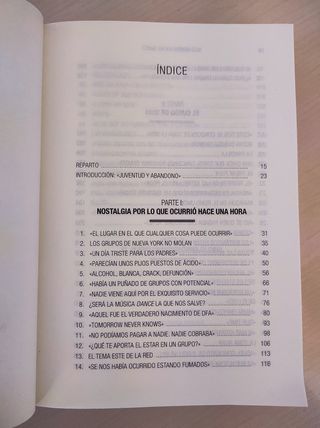 ÍNDICE
REPARTO 15
INTRODUCCIÓN: «JUVENTUD Y ABANDONO» 23
PARTE I:
NOSTALGIA POR LO QUE OCURRIÓ HACE UNA HORA
1. «EL LUGAR EN EL QUE CUALQUIER COSA PUEDE OCURRIR» 31
2. LOS GRUPOS DE NUEVA YORK NO MOLAN 35
3. «UN DÍA TRISTE PARA LOS PADRES» 40
4. «PARECÍAN UNOS PIJOS PUESTOS DE ÁCIDO» 50
5. «ALCOHOL, BLANCA, CRACK, DEFUNCIÓN» 56
6. «HABÍA UN PUÑADO DE GRUPOS CON POTENCIAL» 66
7. «NADIE VIENE AQUÍ POR EL EXQUISITO SERVICIO» 71
8. ¿SERÁ LA MÚSICA DANCE LA QUE NOS SALVE? 76
9. «AQUEL FUE EL VERDADERO NACIMIENTO DE DFA» 80
10. «TOMORROW NEVER KNOWS» 93
11. «NO PODÍAMOS PAGAR A NADIE. NADIE COBRABA» 98
12. «¿QUÉ TE APORTA EL ESTAR EN UN GRUPO?» 106
13. EL TEMA ESTE DE LA RED 113
14. «SE NOS HABÍA OCURRIDO ESTANDO FUMADOS» 116